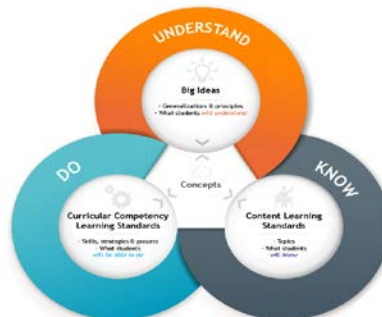 UNDERSTAND
Big Ideas
- Generalizations & principles
- What students will understand
DO
Concepts
KNOW
Curricular Competency
Learning Standards
- Skills, strategies & process
What students
will be able to do
Content Learning
Standards
- Topics
- What students
will know